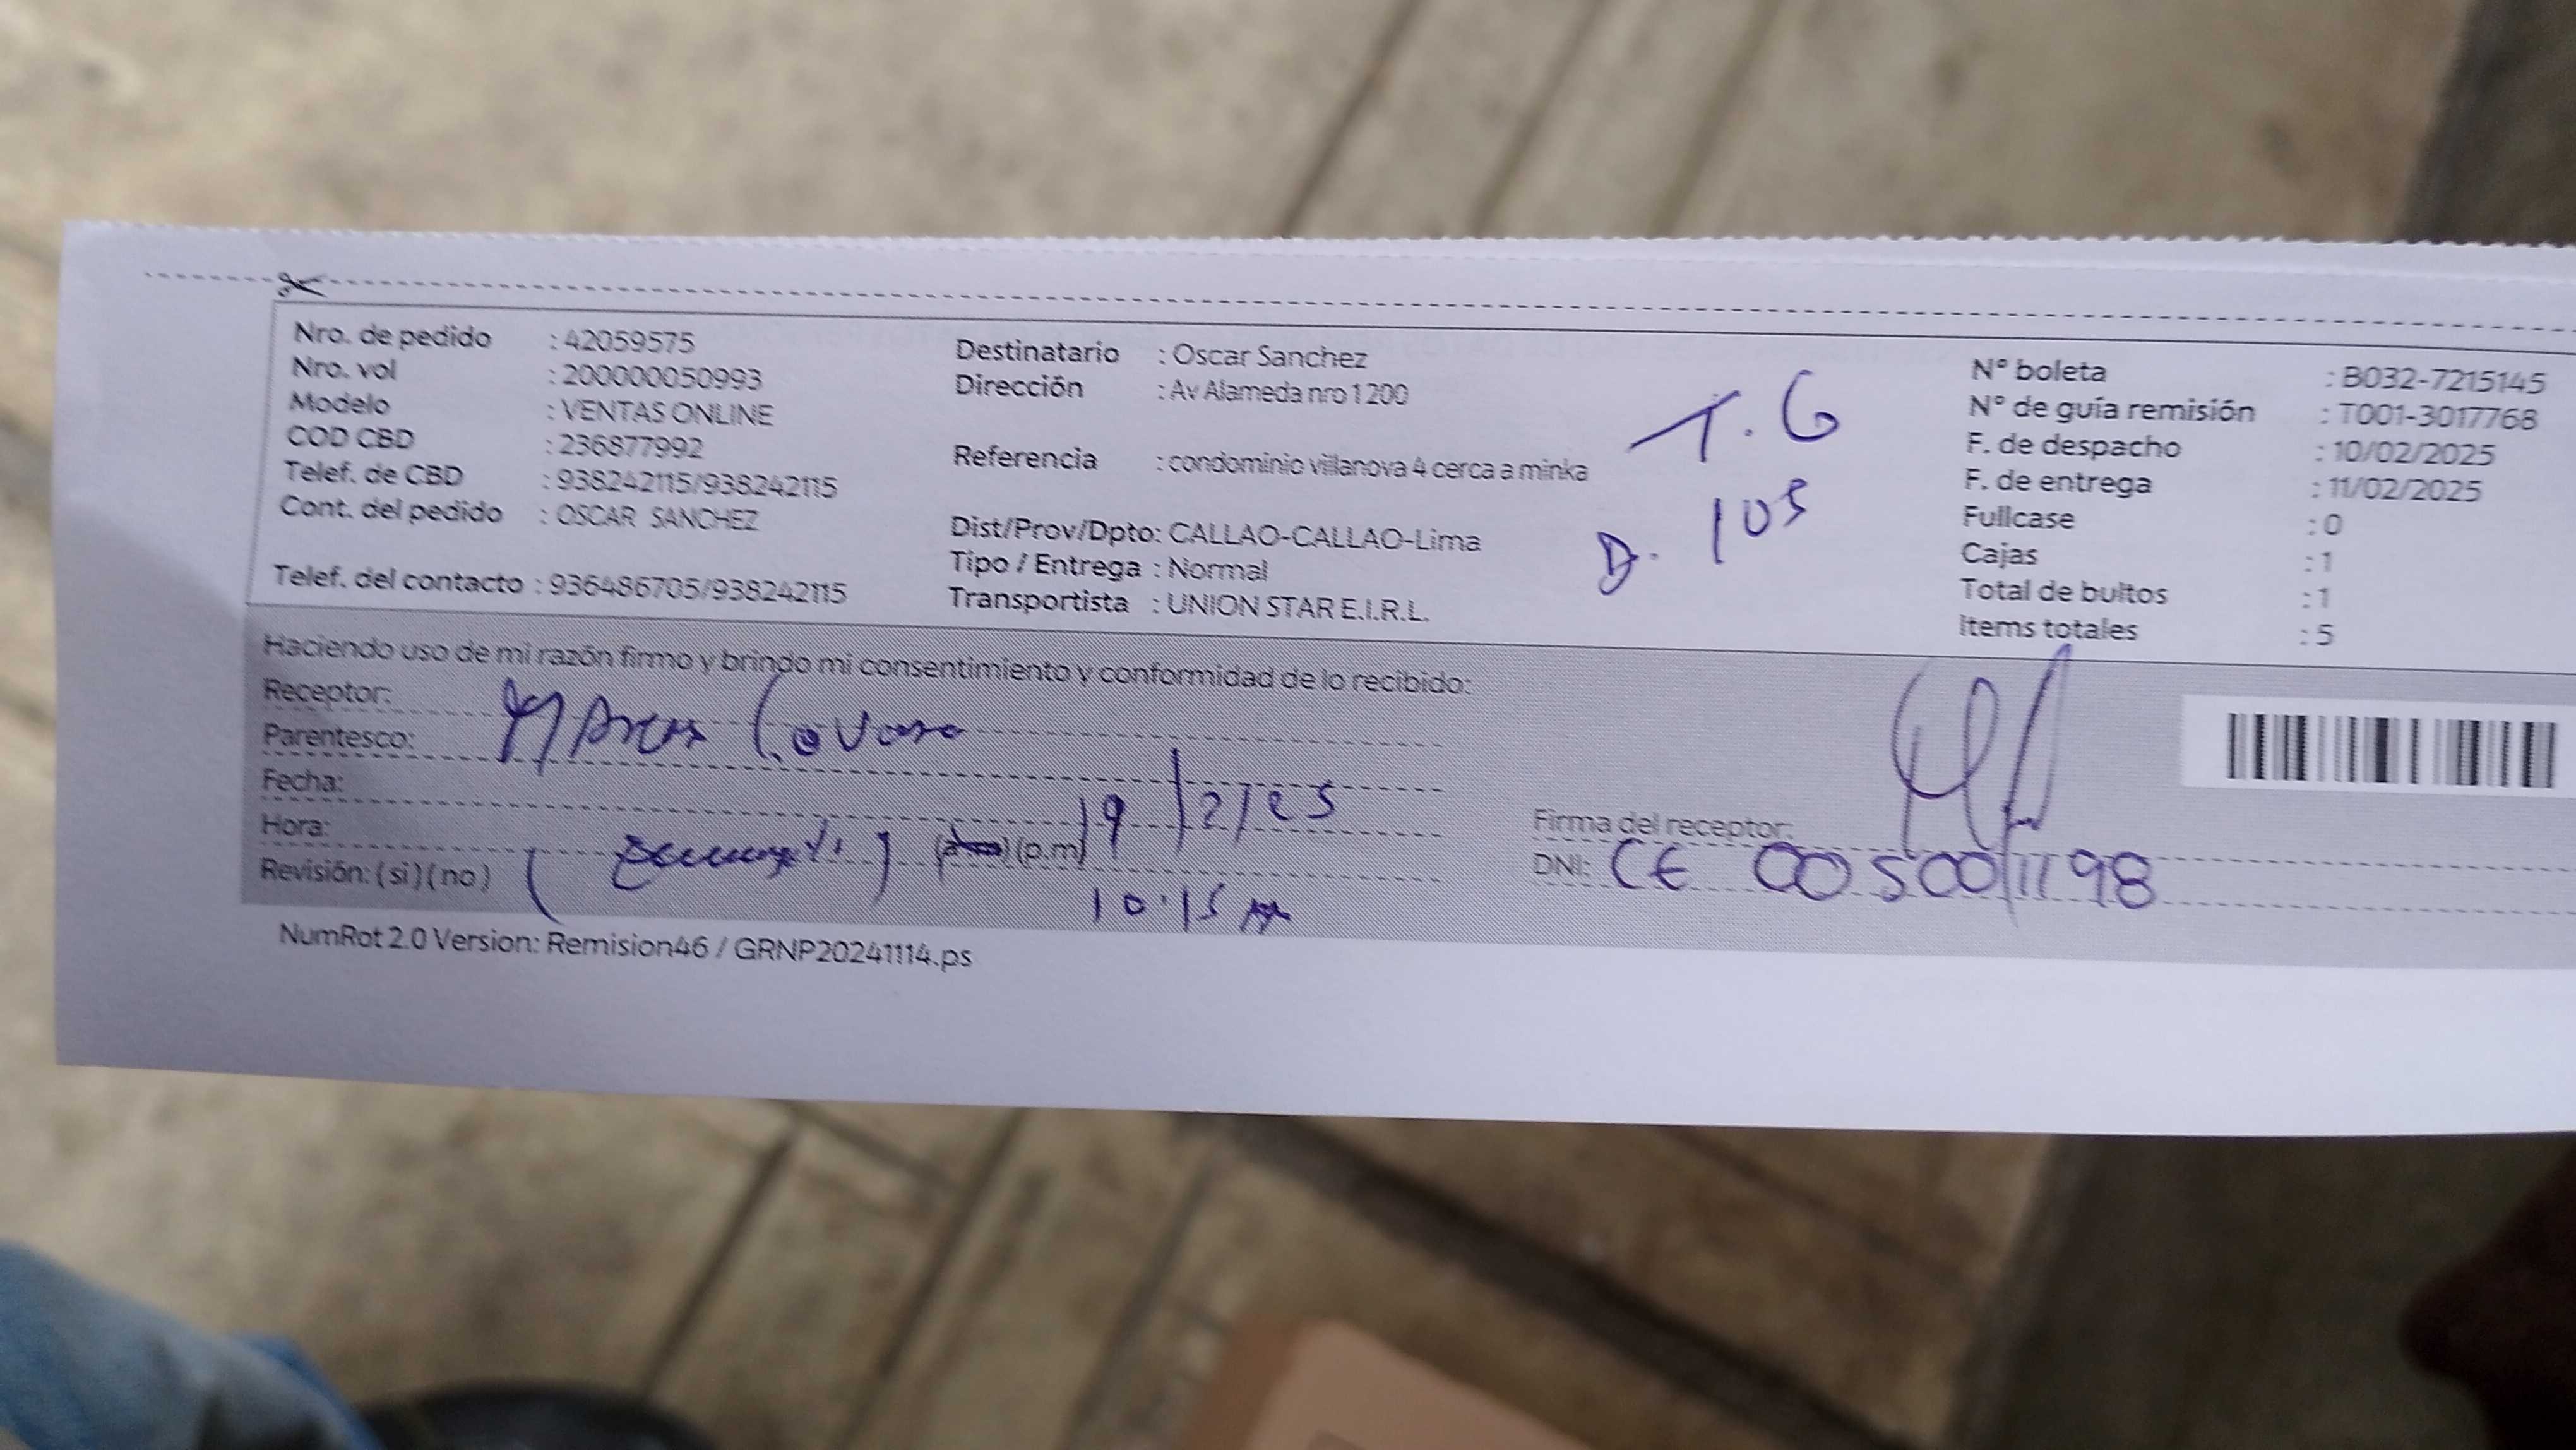 Nro. de pedido : 42059575
Nro. vol : 200000050993
Modelo : VENTAS ONLINE
COD CBD : 236877992
Telef. de CBD : 938242115/938242115
Cont. del pedido : OSCAR SANCHEZ
Telef. del contacto : 936486705/938242115
Destinatario : Oscar Sanchez
Dirección : Av Alameda nro 1200
Referencia : condominio villanova 4 cerca a minka
Dist/Prov/Dpto: CALLAO-CALLAO-Lima
Tipo / Entrega : Normal
Transportista : UNION STAR E.I.R.L.
T. G
D. 105
N° boleta : B032-7215145
N° de guía remisión : T001-3017768
F. de despacho : 10/02/2025
F. de entrega : 11/02/2025
Fullcase : 0
Cajas : 1
Total de bultos : 1
Items totales : 5
Haciendo uso de mi razón firmo y brindo mi consentimiento y conformidad de lo recibido:
Receptor:
Parentesco:
Fecha: 19/2/25
Hora: (p.m)
Revisión: (si) (no)
10.15
Firma del receptor:
DNI: CE 005001198
NumRot 2.0 Version: Remision46 / GRNP20241114.ps